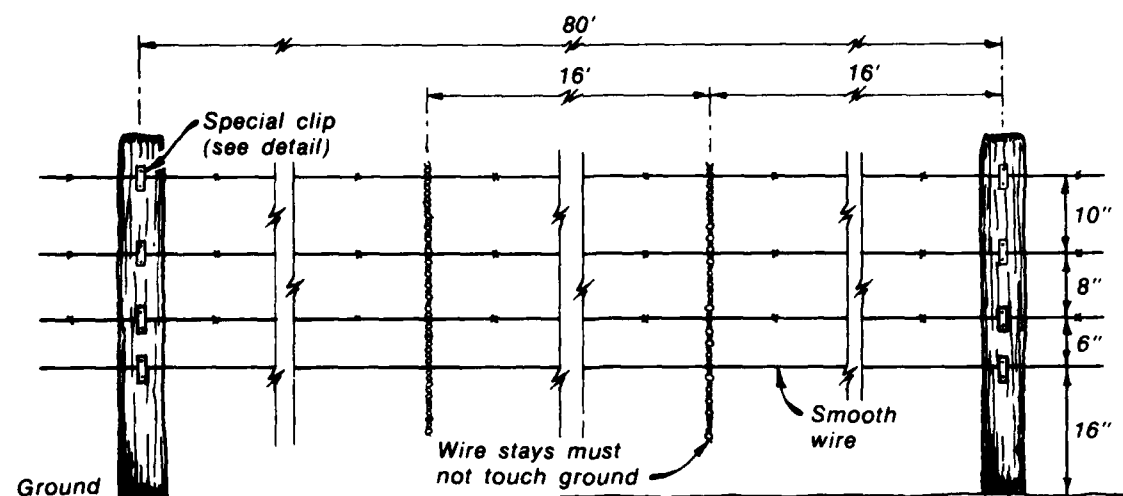 80'
16'
16'
Special clip
(see detail)
10"
8"
6"
Smooth
wire
16"
Wire stays must
not touch ground
Ground